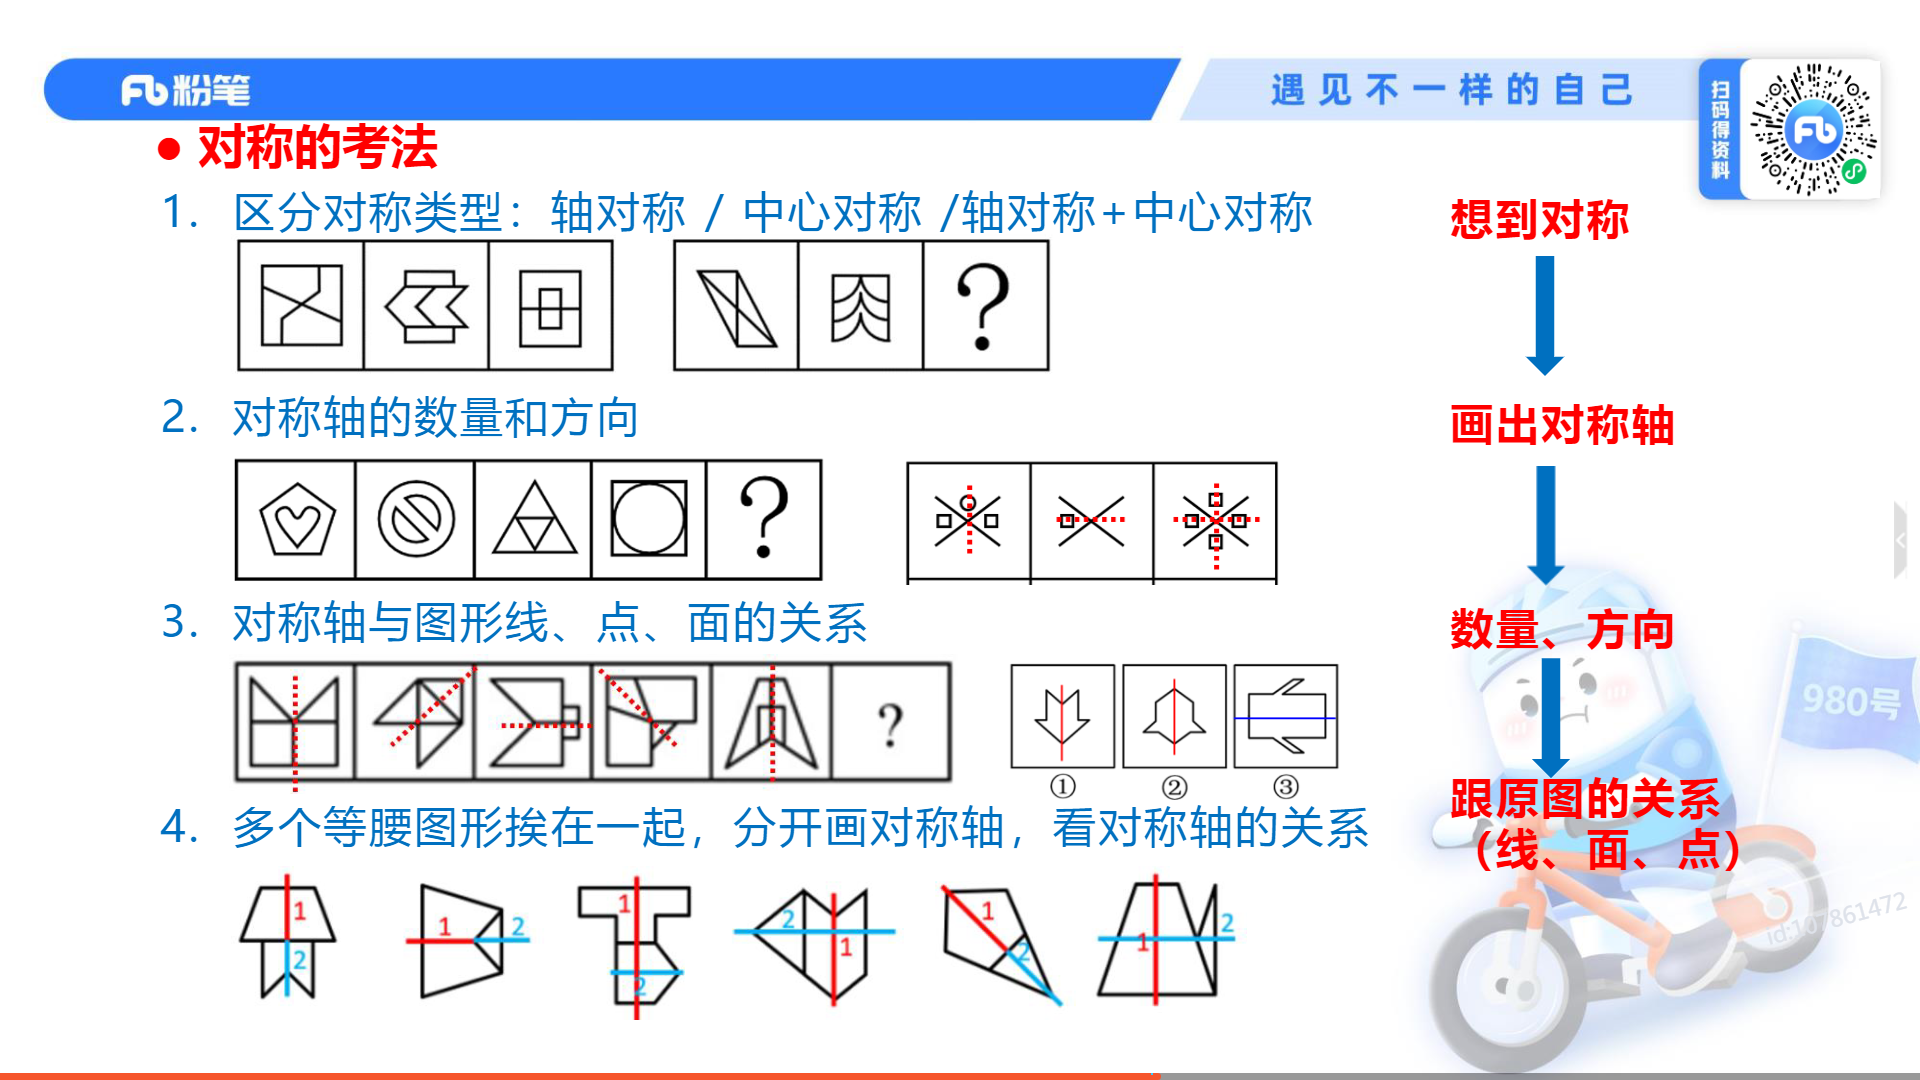 Fb粉笔
遇见不一样的自己
扫码得资料
● 对称的考法
1. 区分对称类型：轴对称 / 中心对称 /轴对称+中心对称
?
2. 对称轴的数量和方向
?
3. 对称轴与图形线、点、面的关系
?
① ② ③
4. 多个等腰图形挨在一起，分开画对称轴，看对称轴的关系
1 2 1 2 1 2 2 1 1 2 1 2
想到对称
画出对称轴
数量、方向
跟原图的关系
（线、面、点）
980号
id:107861472